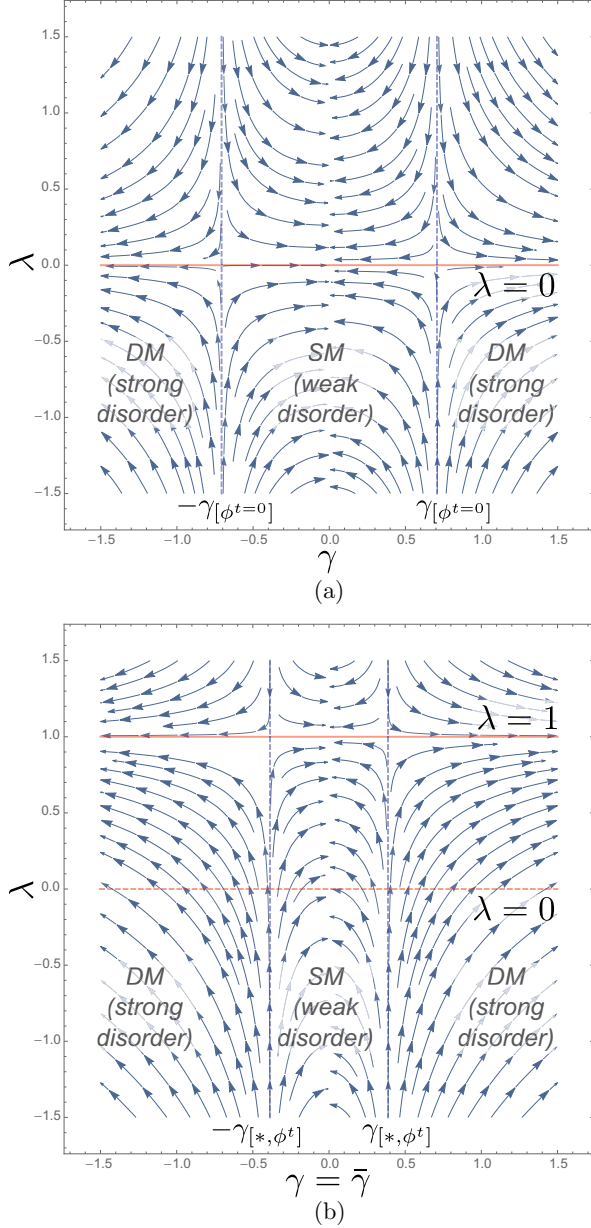 1.5
1.0
0.5
0.0
−0.5
−1.0
−1.5
λ
λ = 0
DM
(strong
disorder)
SM
(weak
disorder)
DM
(strong
disorder)
−γ[ϕ^{t=0}]
γ[ϕ^{t=0}]
−1.5 −1.0 −0.5 0.0 0.5 1.0 1.5
γ
(a)
1.5
λ = 1
1.0
0.5
0.0
λ
λ = 0
−0.5
−1.0
−1.5
DM
(strong
disorder)
SM
(weak
disorder)
DM
(strong
disorder)
−γ[∗,ϕ^t]
γ[∗,ϕ^t]
−1.5 −1.0 −0.5 0.0 0.5 1.0 1.5
γ = γ̄
(b)